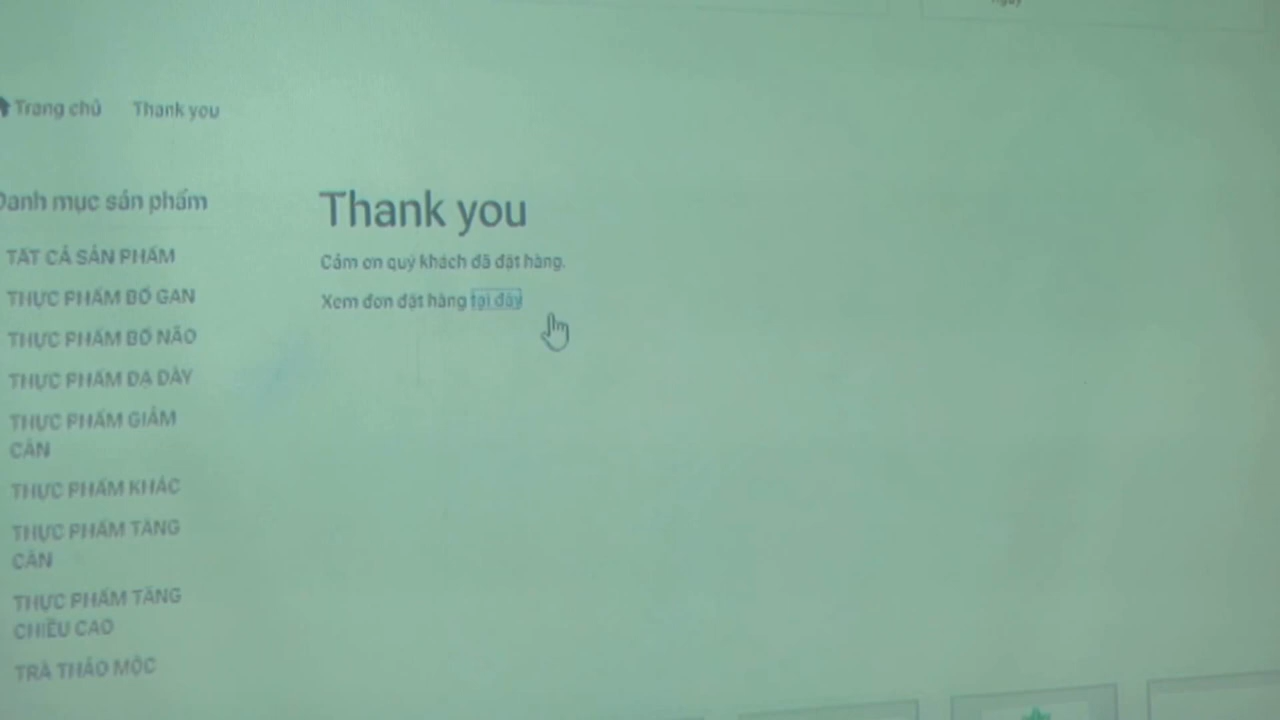 Trang chủ Thank you
Danh mục sản phẩm
TẤT CẢ SẢN PHẨM
THỰC PHẨM BỔ GAN
THỰC PHẨM BỔ NÃO
THỰC PHẨM DẠ DÀY
THỰC PHẨM GIẢM
CÂN
THỰC PHẨM KHÁC
THỰC PHẨM TĂNG
CÂN
THỰC PHẨM TĂNG
CHIỀU CAO
TRÀ THẢO MỘC
Thank you
Cảm ơn quý khách đã đặt hàng.
Xem đơn đặt hàng tại đây